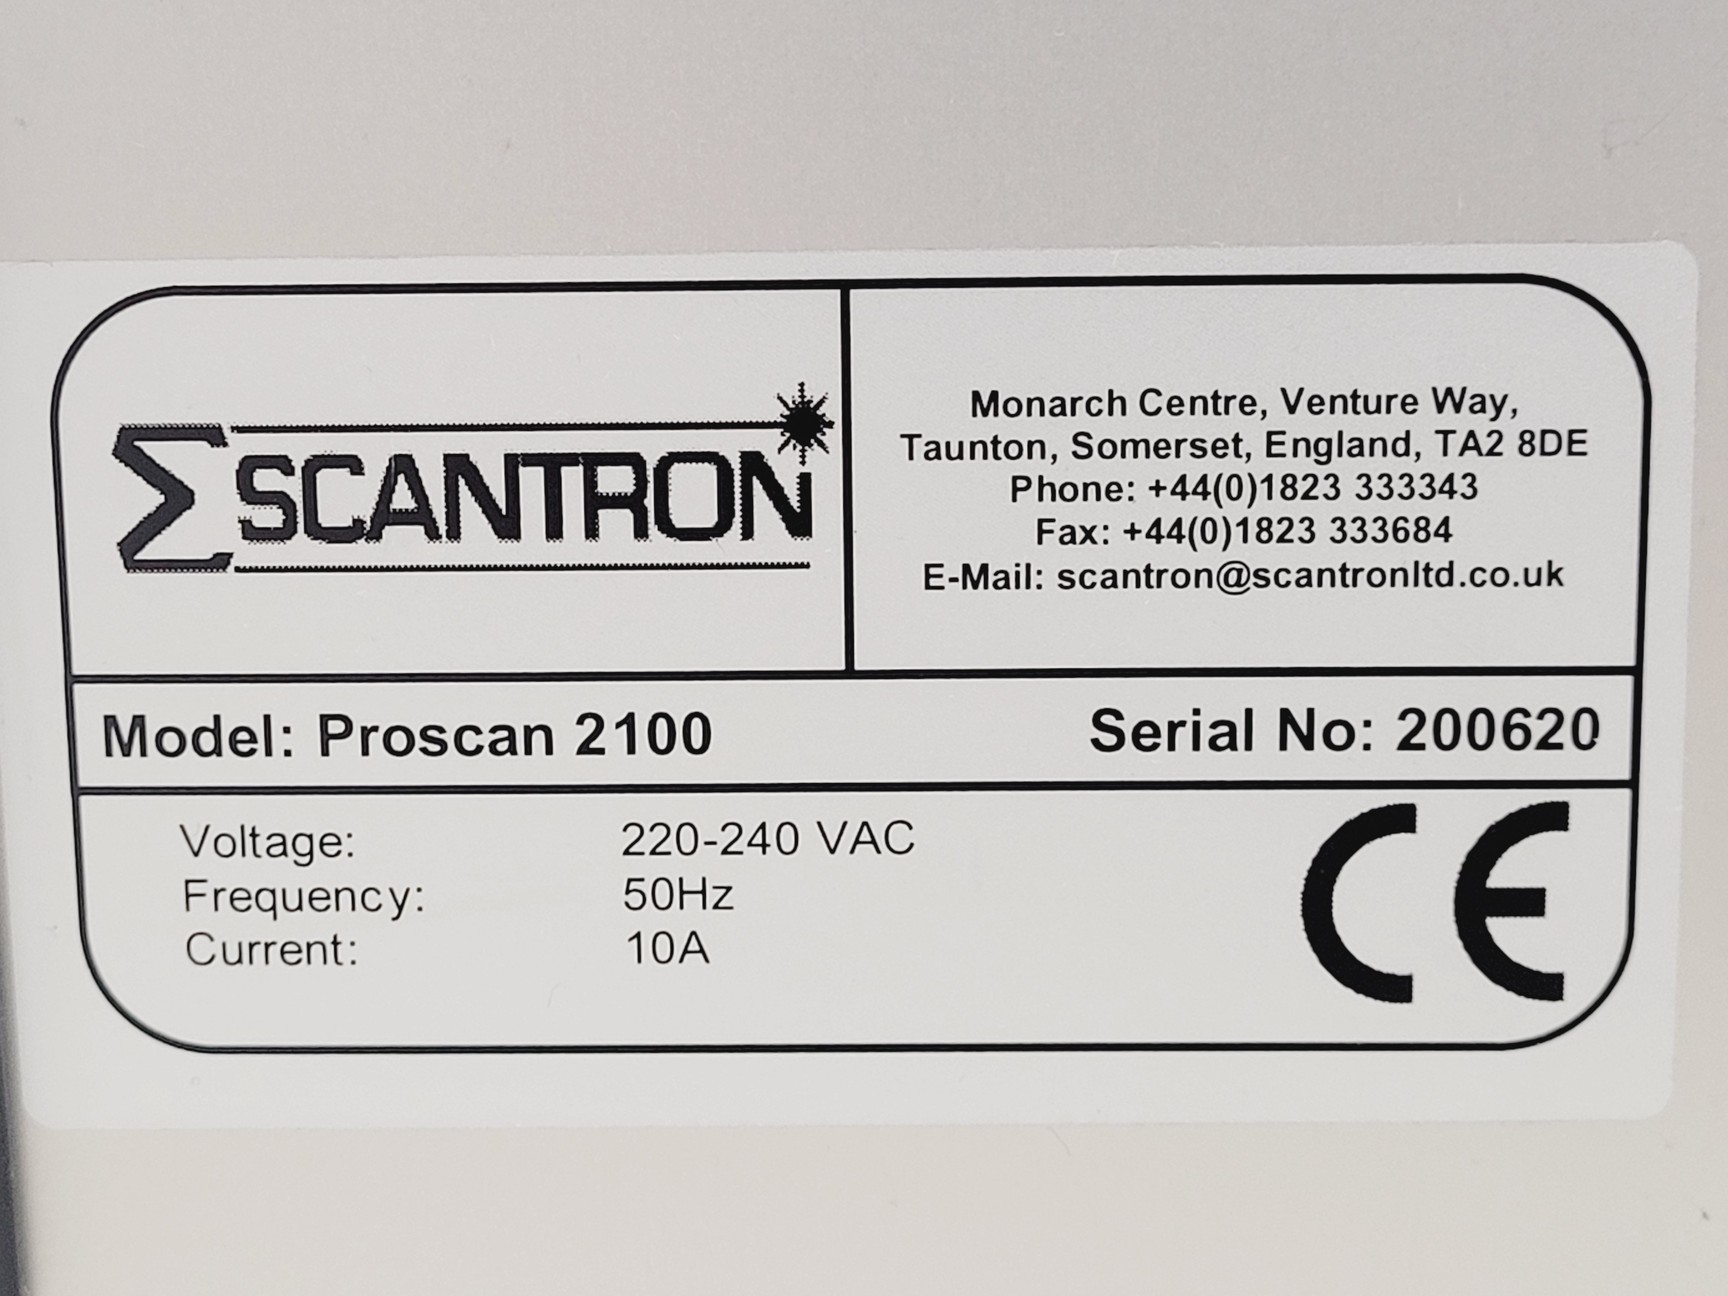 ΣSCANTRON
Monarch Centre, Venture Way,
Taunton, Somerset, England, TA2 8DE
Phone: +44(0)1823 333343
Fax: +44(0)1823 333684
E-Mail: scantron@scantronltd.co.uk
Model: Proscan 2100
Serial No: 200620
Voltage: 220-240 VAC
Frequency: 50Hz
Current: 10A
CE